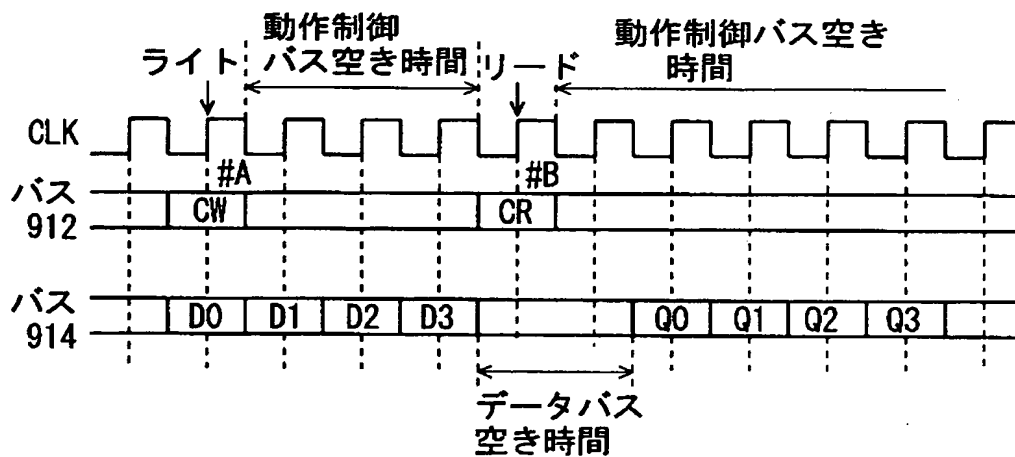 動作制御
バス空き時間
動作制御バス空き
時間
ライト
リード
CLK
#A
#B
バス
912
CW
CR
バス
914
D0
D1
D2
D3
Q0
Q1
Q2
Q3
データバス
空き時間